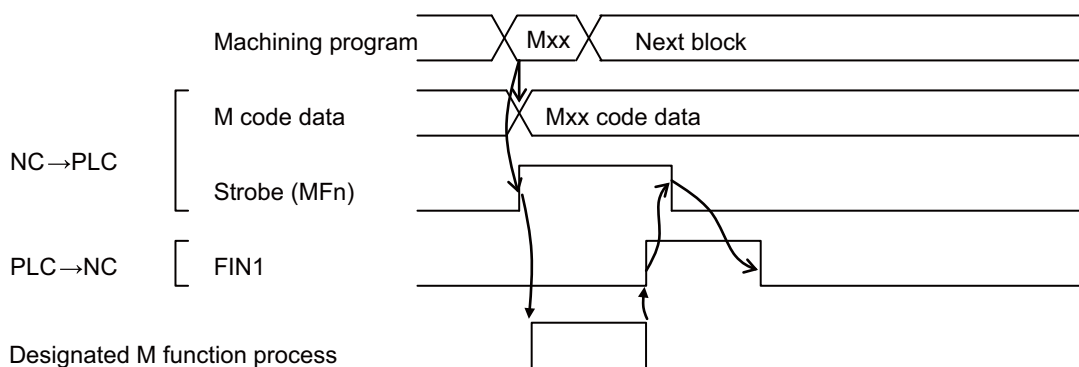 Machining program Mxx Next block
M code data Mxx code data
NC→PLC
Strobe (MFn)
PLC→NC FIN1
Designated M function process